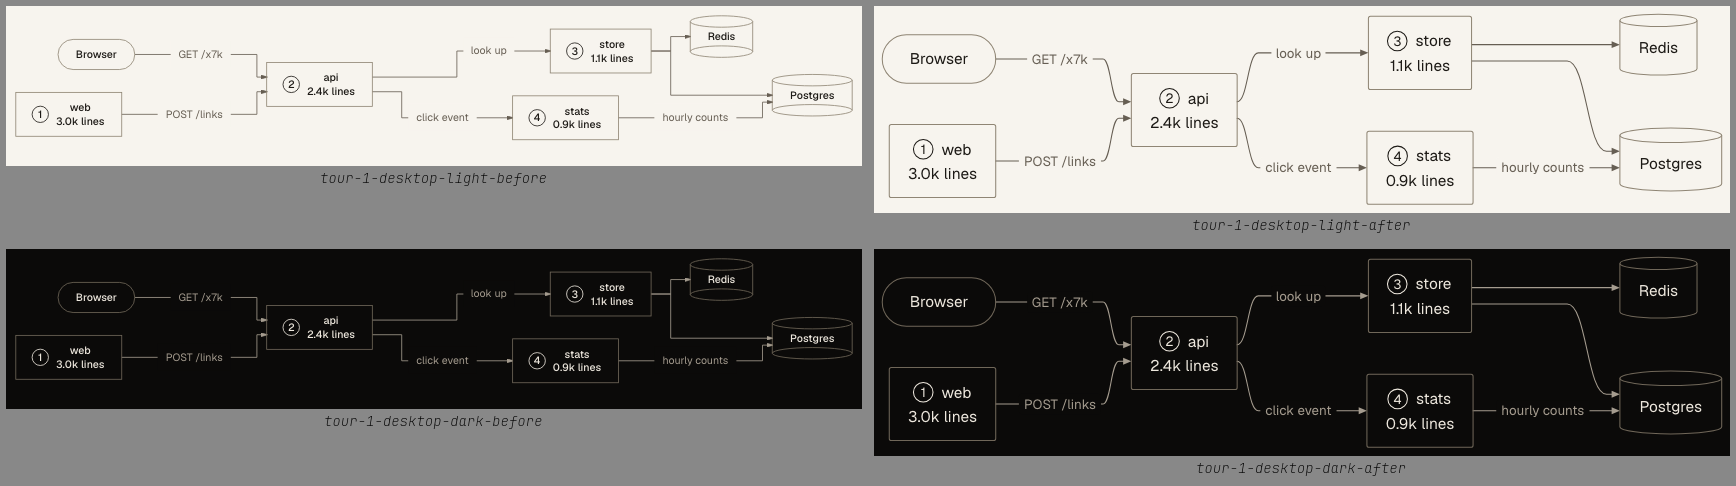 Browser
GET /x7k
1 web
3.0k lines
POST /links
2 api
2.4k lines
look up
click event
3 store
1.1k lines
4 stats
0.9k lines
hourly counts
Redis
Postgres
tour-1-desktop-light-before
Browser
GET /x7k
1 web
3.0k lines
POST /links
2 api
2.4k lines
look up
click event
3 store
1.1k lines
4 stats
0.9k lines
hourly counts
Redis
Postgres
tour-1-desktop-light-after
Browser
GET /x7k
1 web
3.0k lines
POST /links
2 api
2.4k lines
look up
click event
3 store
1.1k lines
4 stats
0.9k lines
hourly counts
Redis
Postgres
tour-1-desktop-dark-before
Browser
GET /x7k
1 web
3.0k lines
POST /links
2 api
2.4k lines
look up
click event
3 store
1.1k lines
4 stats
0.9k lines
hourly counts
Redis
Postgres
tour-1-desktop-dark-after